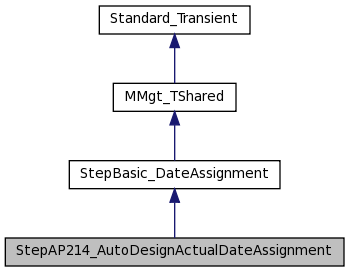 Standard_Transient
MMgt_TShared
StepBasic_DateAssignment
StepAP214_AutoDesignActualDateAssignment